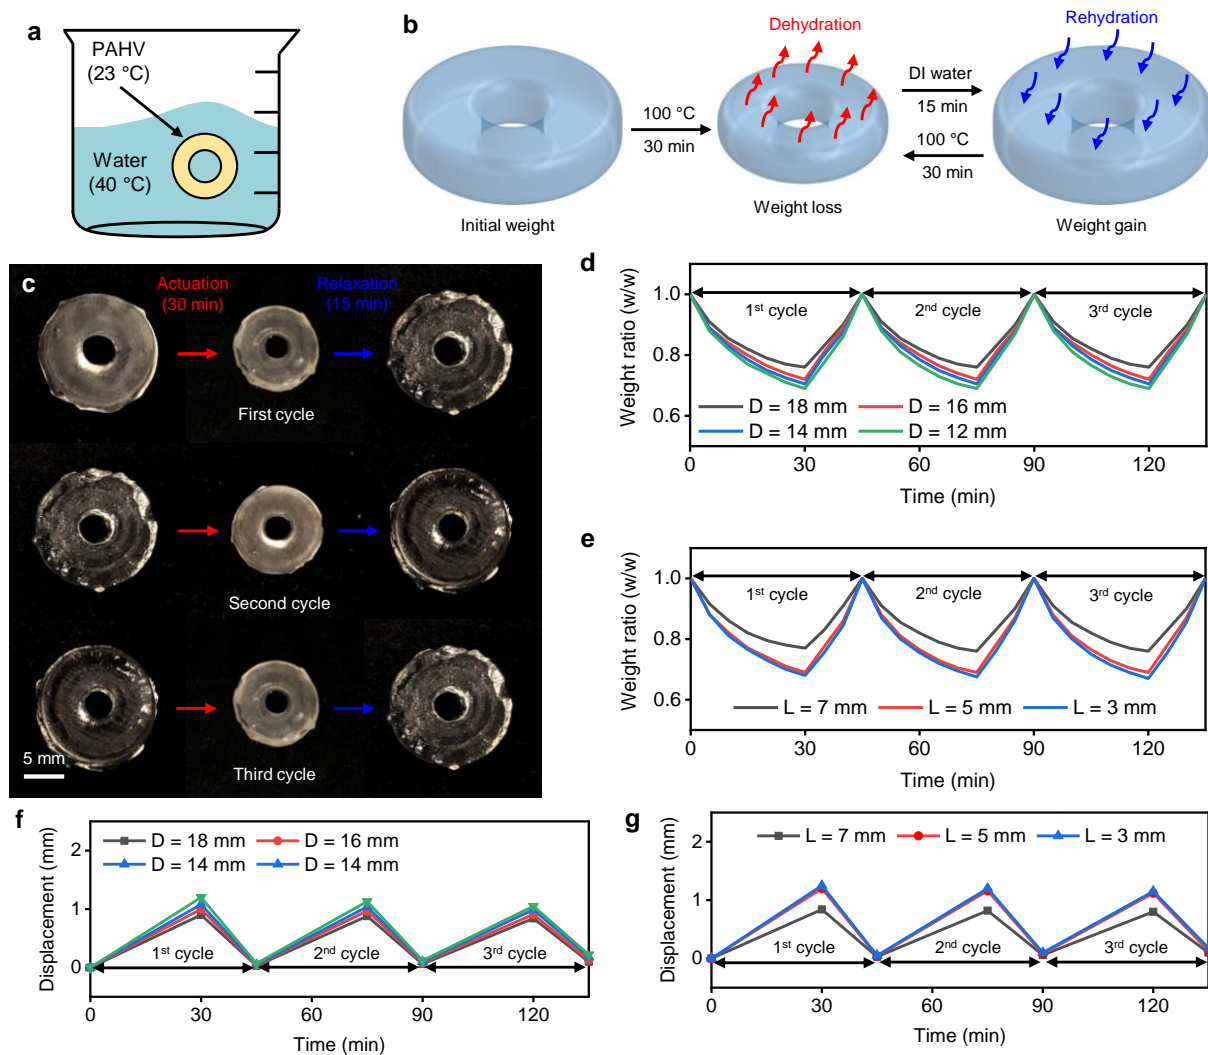 a
PAHV
(23 °C)
Water
(40 °C)
b
Initial weight
100 °C
30 min
Dehydration
Weight loss
DI water
15 min
100 °C
30 min
Rehydration
Weight gain
c
Actuation
(30 min)
Relaxation
(15 min)
First cycle
Second cycle
Third cycle
5 mm
d
Weight ratio (w/w)
1.0
0.8
0.6
1st cycle
2nd cycle
3rd cycle
D = 18 mm
D = 16 mm
D = 14 mm
D = 12 mm
0
30
60
90
120
Time (min)
e
Weight ratio (w/w)
1.0
0.8
0.6
1st cycle
2nd cycle
3rd cycle
L = 7 mm
L = 5 mm
L = 3 mm
0
30
60
90
120
Time (min)
f
Displacement (mm)
2
1
0
D = 18 mm
D = 16 mm
D = 14 mm
D = 14 mm
1st cycle
2nd cycle
3rd cycle
0
30
60
90
120
Time (min)
g
Displacement (mm)
2
1
0
L = 7 mm
L = 5 mm
L = 3 mm
1st cycle
2nd cycle
3rd cycle
0
30
60
90
120
Time (min)